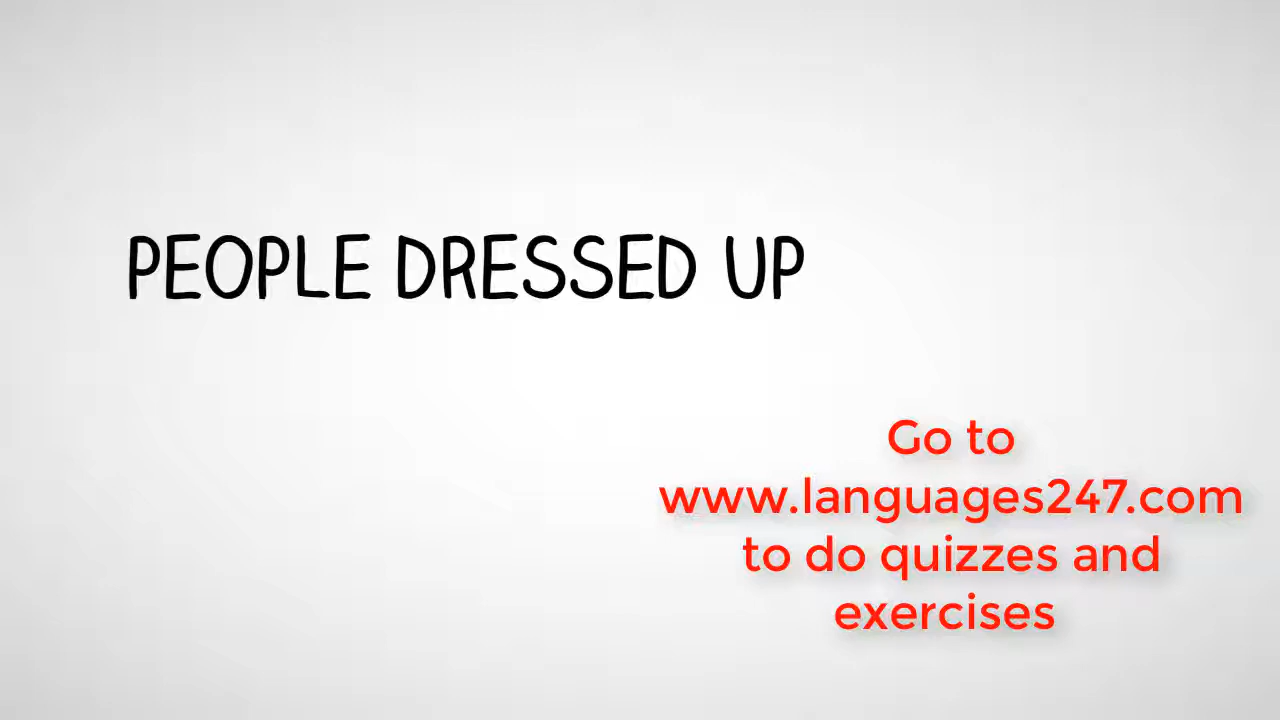 PEOPLE DRESSED UP
Go to
www.languages247.com
to do quizzes and
exercises